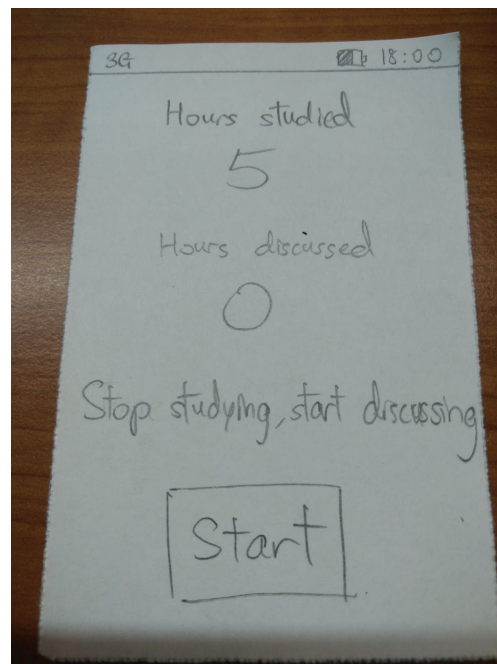 3G 18:00
Hours studied
5
Hours discussed
0
Stop studying, start discussing
Start